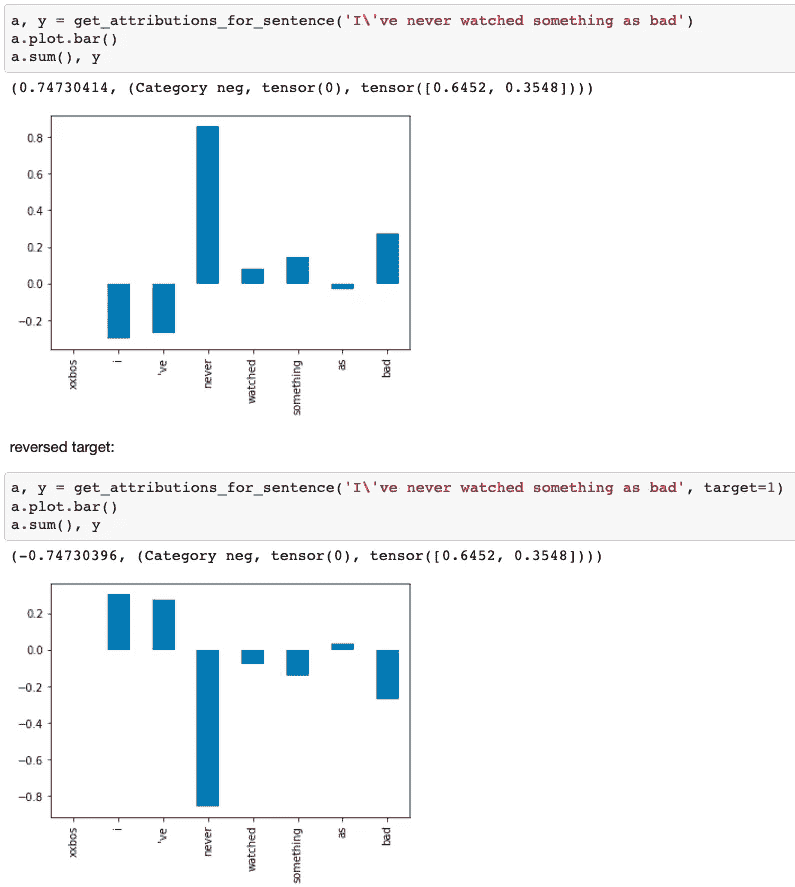 a, y = get_attributions_for_sentence('I\'ve never watched something as bad')
a.plot.bar()
a.sum(), y
(0.74730414, (Category neg, tensor(0), tensor([0.6452, 0.3548])))
0.8
0.6
0.4
0.2
0.0
−0.2
xxbos
i
've
never
watched
something
as
bad
reversed target:
a, y = get_attributions_for_sentence('I\'ve never watched something as bad', target=1)
a.plot.bar()
a.sum(), y
(-0.74730396, (Category neg, tensor(0), tensor([0.6452, 0.3548])))
0.2
0.0
−0.2
−0.4
−0.6
−0.8
xxbos
i
've
never
watched
something
as
bad